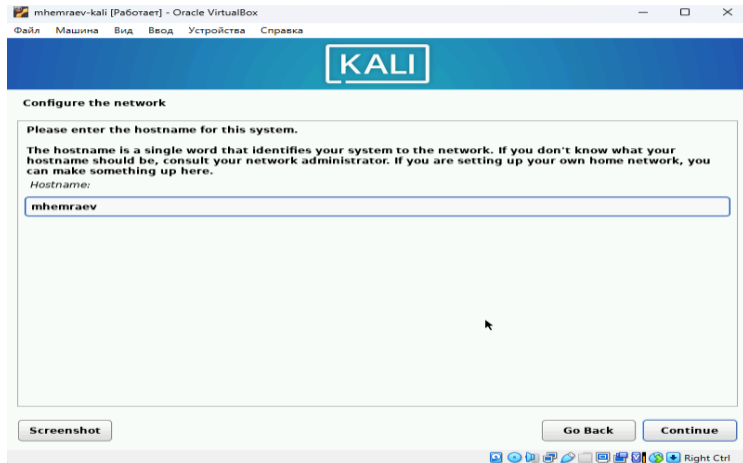 mhemraev-kali [Работает] - Oracle VirtualBox
Файл Машина Вид Ввод Устройства Справка
KALI
Configure the network
Please enter the hostname for this system.
The hostname is a single word that identifies your system to the network. If you don't know what your
hostname should be, consult your network administrator. If you are setting up your own home network, you
can make something up here.
Hostname:
mhemraev
Screenshot Go Back Continue
Right Ctrl